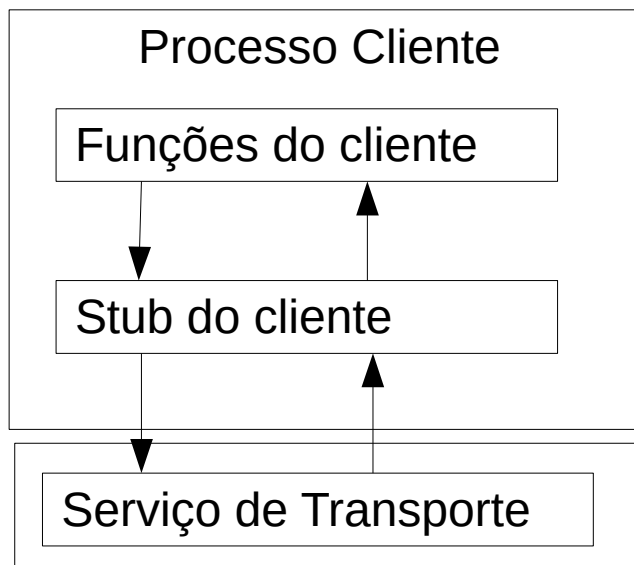 Processo Cliente
Funções do cliente
Stub do cliente
Serviço de Transporte